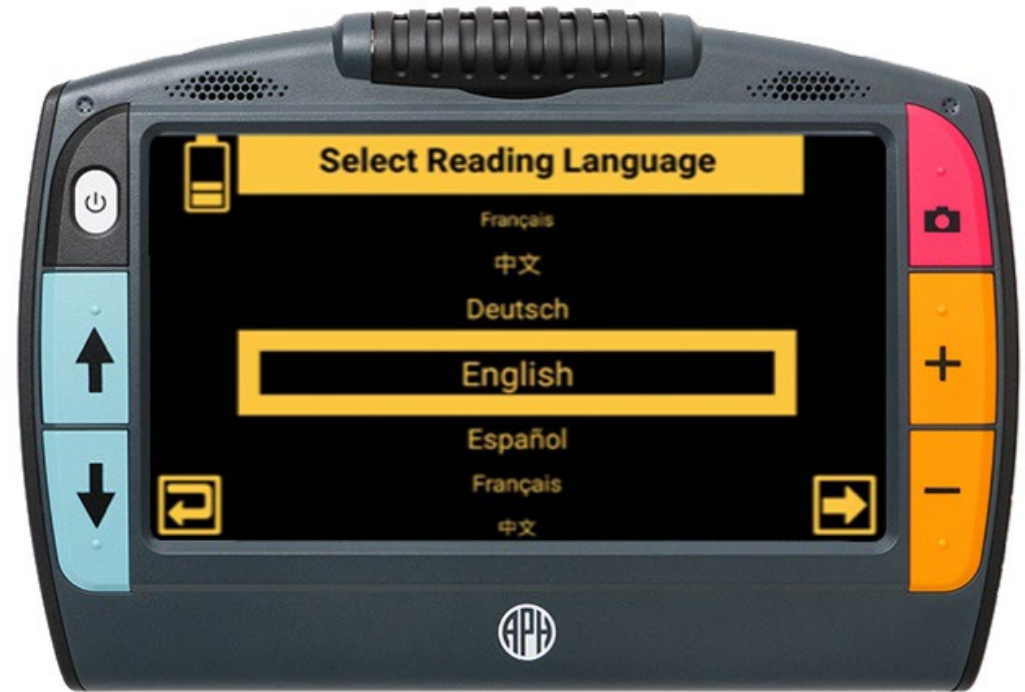 Select Reading Language
Français
中文
Deutsch
English
Español
Français
中文
+
−
APH